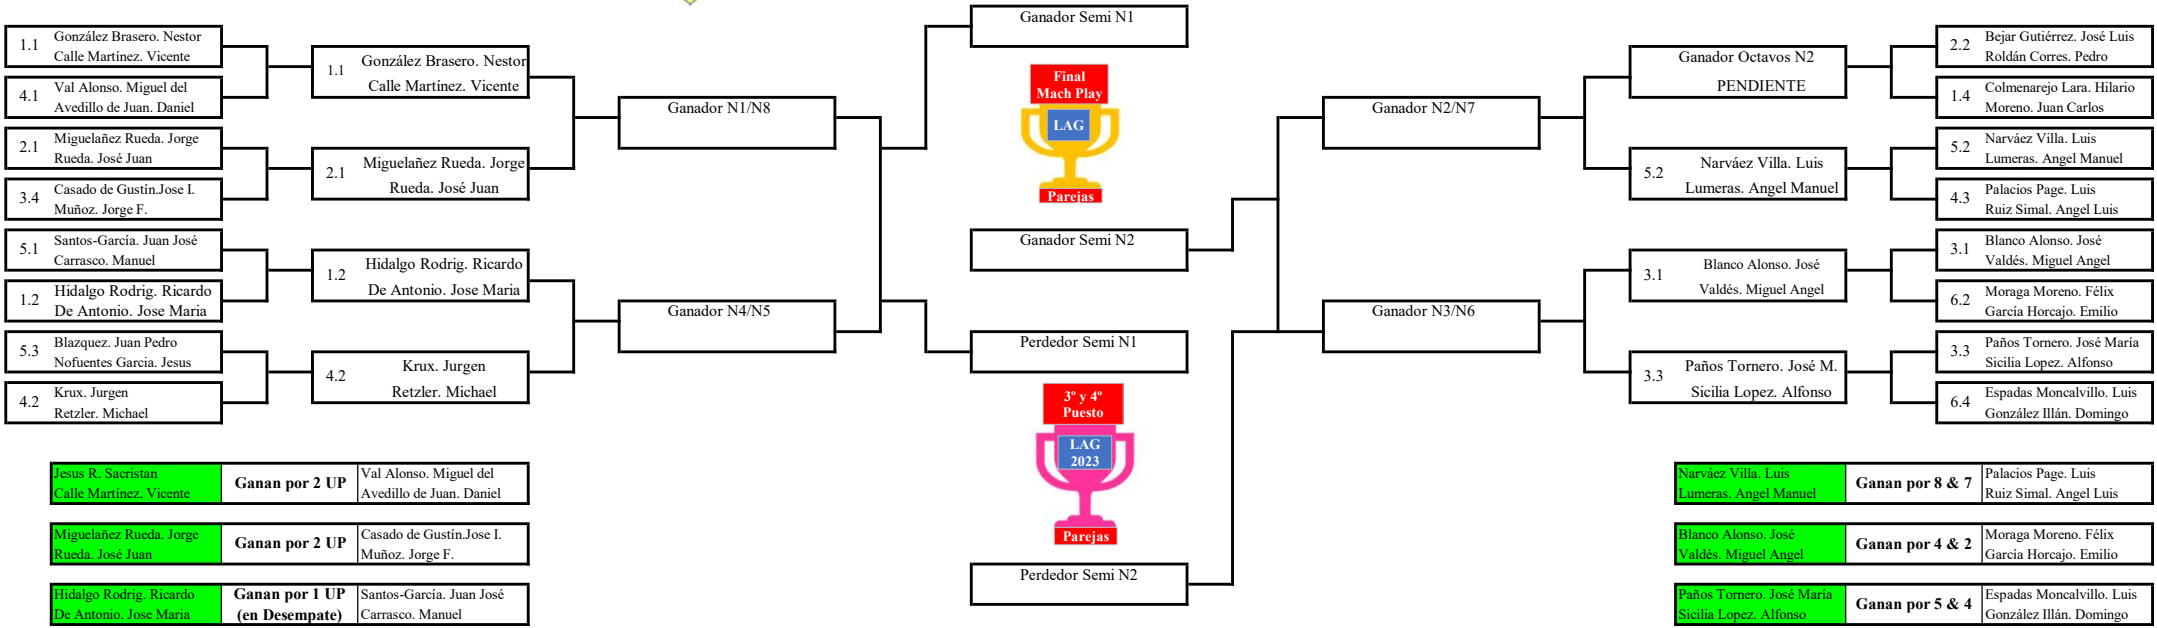 1.1
González Brasero. Nestor
Calle Martínez. Vicente
4.1
Val Alonso. Miguel del
Avedillo de Juan. Daniel
2.1
Miguelañez Rueda. Jorge
Rueda. José Juan
3.4
Casado de Gustín.Jose I.
Muñoz. Jorge F.
5.1
Santos-García. Juan José
Carrasco. Manuel
1.2
Hidalgo Rodrig. Ricardo
De Antonio. Jose Maria
5.3
Blazquez. Juan Pedro
Nofuentes Garcia. Jesus
4.2
Krux. Jurgen
Retzler. Michael
1.1
González Brasero. Nestor
Calle Martínez. Vicente
2.1
Miguelañez Rueda. Jorge
Rueda. José Juan
1.2
Hidalgo Rodrig. Ricardo
De Antonio. Jose Maria
4.2
Krux. Jurgen
Retzler. Michael
Ganador N1/N8
Ganador N4/N5
Ganador Semi N1
Final
Mach Play
LAG
Parejas
Ganador Semi N2
Perdedor Semi N1
3º y 4º
Puesto
LAG
2023
Parejas
Perdedor Semi N2
Ganador N2/N7
Ganador N3/N6
Ganador Octavos N2
PENDIENTE
5.2
Narváez Villa. Luis
Lumeras. Angel Manuel
3.1
Blanco Alonso. José
Valdés. Miguel Angel
3.3
Paños Tornero. José M.
Sicilia Lopez. Alfonso
2.2
Bejar Gutiérrez. José Luis
Roldán Corres. Pedro
1.4
Colmenarejo Lara. Hilario
Moreno. Juan Carlos
5.2
Narváez Villa. Luis
Lumeras. Angel Manuel
4.3
Palacios Page. Luis
Ruiz Simal. Angel Luis
3.1
Blanco Alonso. José
Valdés. Miguel Angel
6.2
Moraga Moreno. Félix
García Horcajo. Emilio
3.3
Paños Tornero. José María
Sicilia Lopez. Alfonso
6.4
Espadas Moncalvillo. Luis
González Illán. Domingo
Jesus R. Sacristan
Calle Martínez. Vicente
Ganan por 2 UP
Val Alonso. Miguel del
Avedillo de Juan. Daniel
Miguelañez Rueda. Jorge
Rueda. José Juan
Ganan por 2 UP
Casado de Gustín.Jose I.
Muñoz. Jorge F.
Hidalgo Rodrig. Ricardo
De Antonio. Jose Maria
Ganan por 1 UP
(en Desempate)
Santos-García. Juan José
Carrasco. Manuel
Narváez Villa. Luis
Lumeras. Angel Manuel
Ganan por 8 & 7
Palacios Page. Luis
Ruiz Simal. Angel Luis
Blanco Alonso. José
Valdés. Miguel Angel
Ganan por 4 & 2
Moraga Moreno. Félix
García Horcajo. Emilio
Paños Tornero. José María
Sicilia Lopez. Alfonso
Ganan por 5 & 4
Espadas Moncalvillo. Luis
González Illán. Domingo